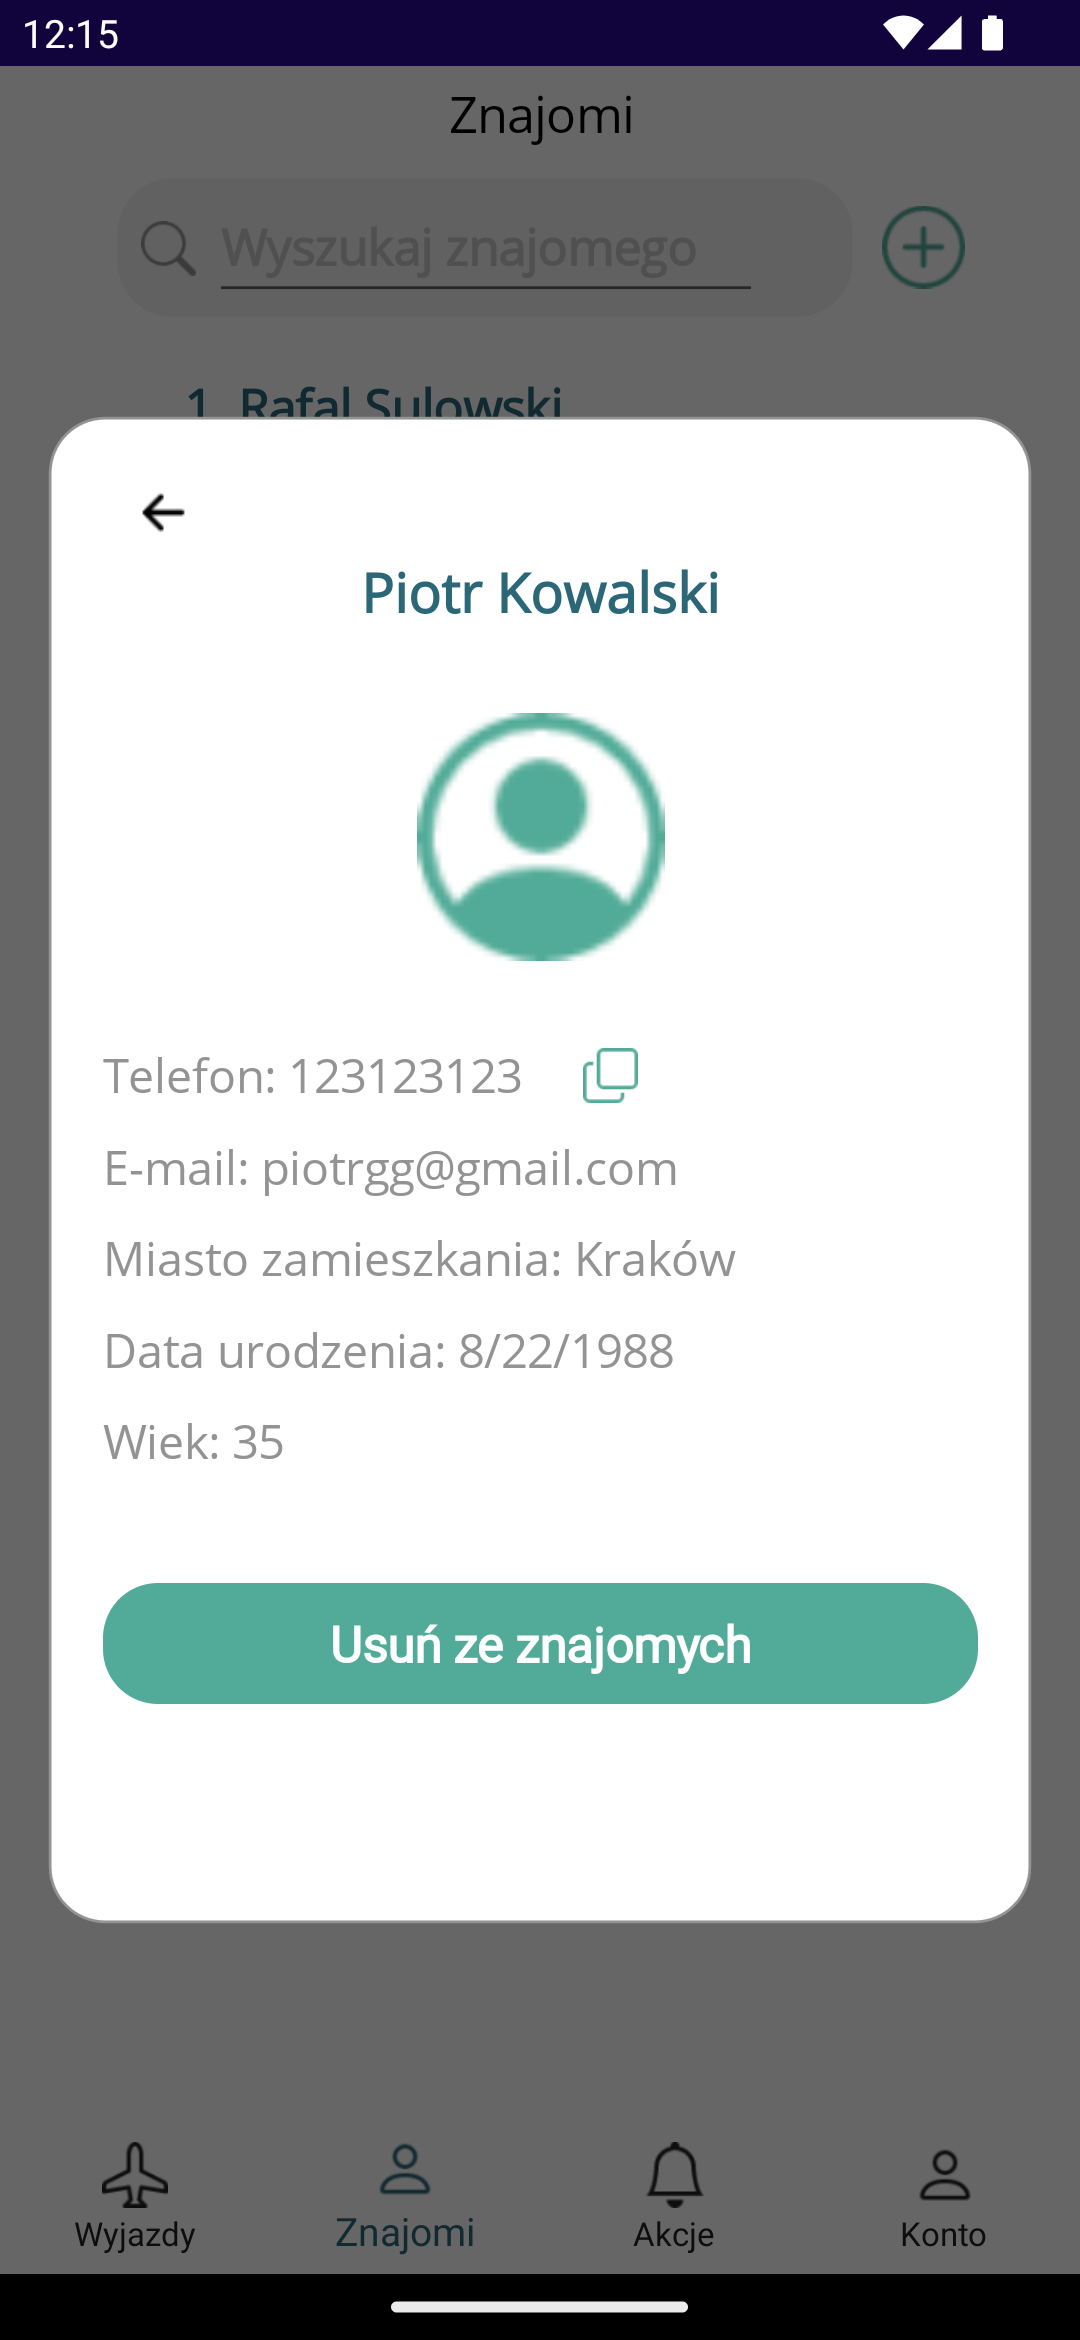 12:15
Znajomi
Wyszukaj znajomego
1. Rafal Sulowski
Piotr Kowalski
Telefon: 123123123
E-mail: piotrgg@gmail.com
Miasto zamieszkania: Kraków
Data urodzenia: 8/22/1988
Wiek: 35
Usuń ze znajomych
Wyjazdy
Znajomi
Akcje
Konto